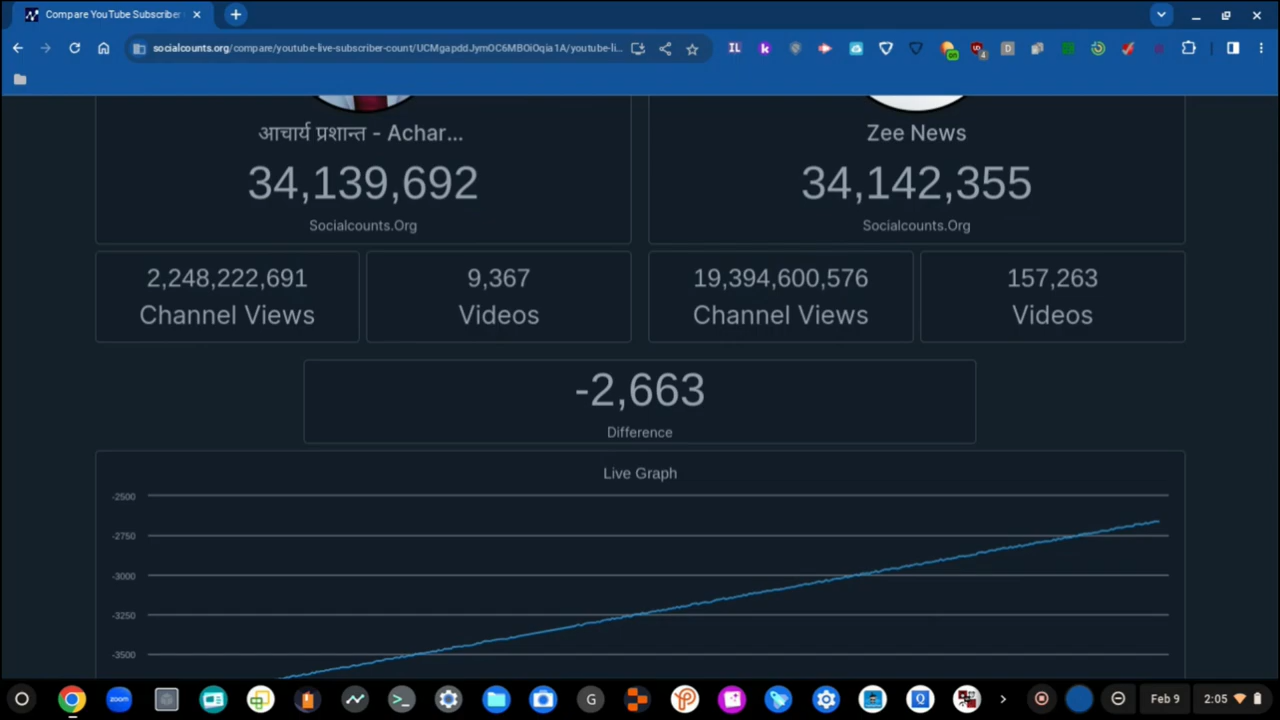 Compare YouTube Subscriber
socialcounts.org/compare/youtube-live-subscriber-count/UCMgapddJymOC6MBOi0qia1A/youtube-li...
आचार्य प्रशान्त - Achar...
34,139,692
Socialcounts.Org
Zee News
34,142,355
Socialcounts.Org
2,248,222,691
Channel Views
9,367
Videos
19,394,600,576
Channel Views
157,263
Videos
-2,663
Difference
Live Graph
-2500
-2750
-3000
-3250
-3500
zoom
Feb 9
2:05